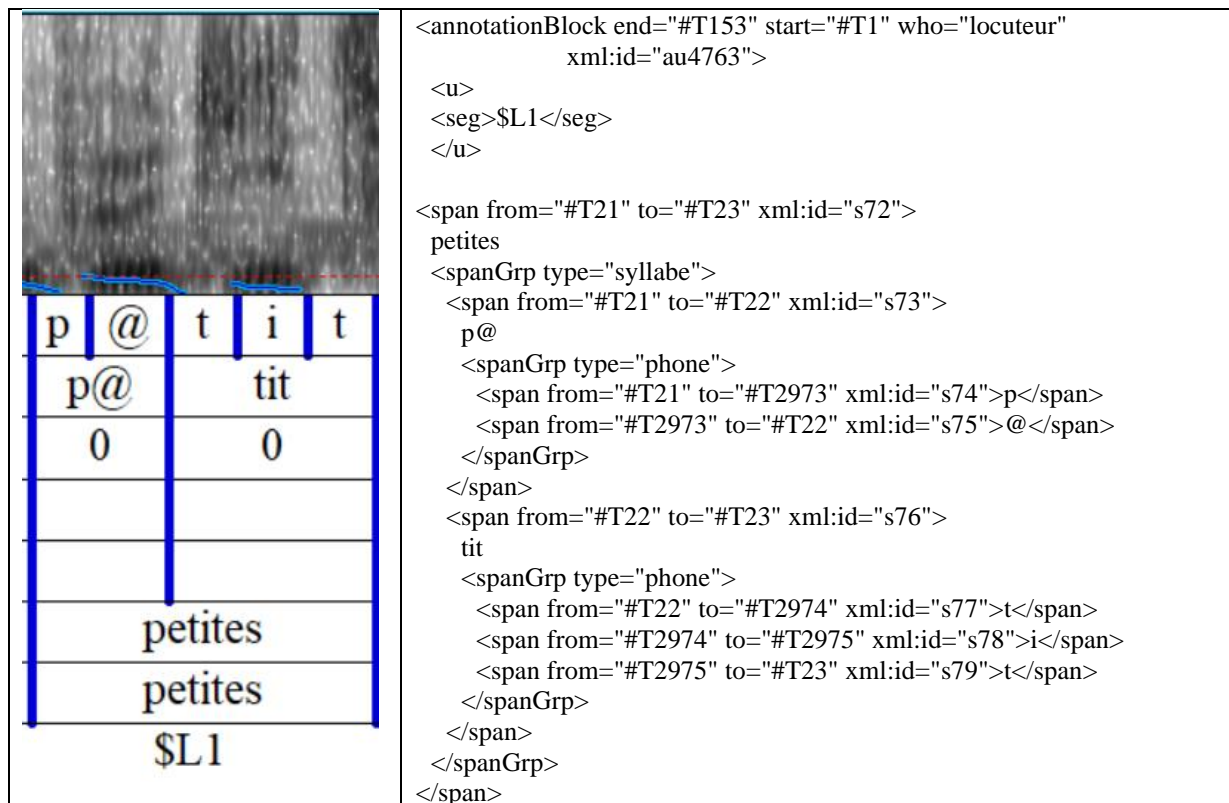 p @ t i t
p@ tit
0 0
petites
petites
$L1
<annotationBlock end="#T153" start="#T1" who="locuteur"
xml:id="au4763">
<u>
<seg>$L1</seg>
</u>
<span from="#T21" to="#T23" xml:id="s72">
petites
<spanGrp type="syllabe">
<span from="#T21" to="#T22" xml:id="s73">
p@
<spanGrp type="phone">
<span from="#T21" to="#T2973" xml:id="s74">p</span>
<span from="#T2973" to="#T22" xml:id="s75">@</span>
</spanGrp>
</span>
<span from="#T22" to="#T23" xml:id="s76">
tit
<spanGrp type="phone">
<span from="#T22" to="#T2974" xml:id="s77">t</span>
<span from="#T2974" to="#T2975" xml:id="s78">i</span>
<span from="#T2975" to="#T23" xml:id="s79">t</span>
</spanGrp>
</span>
</spanGrp>
</span>